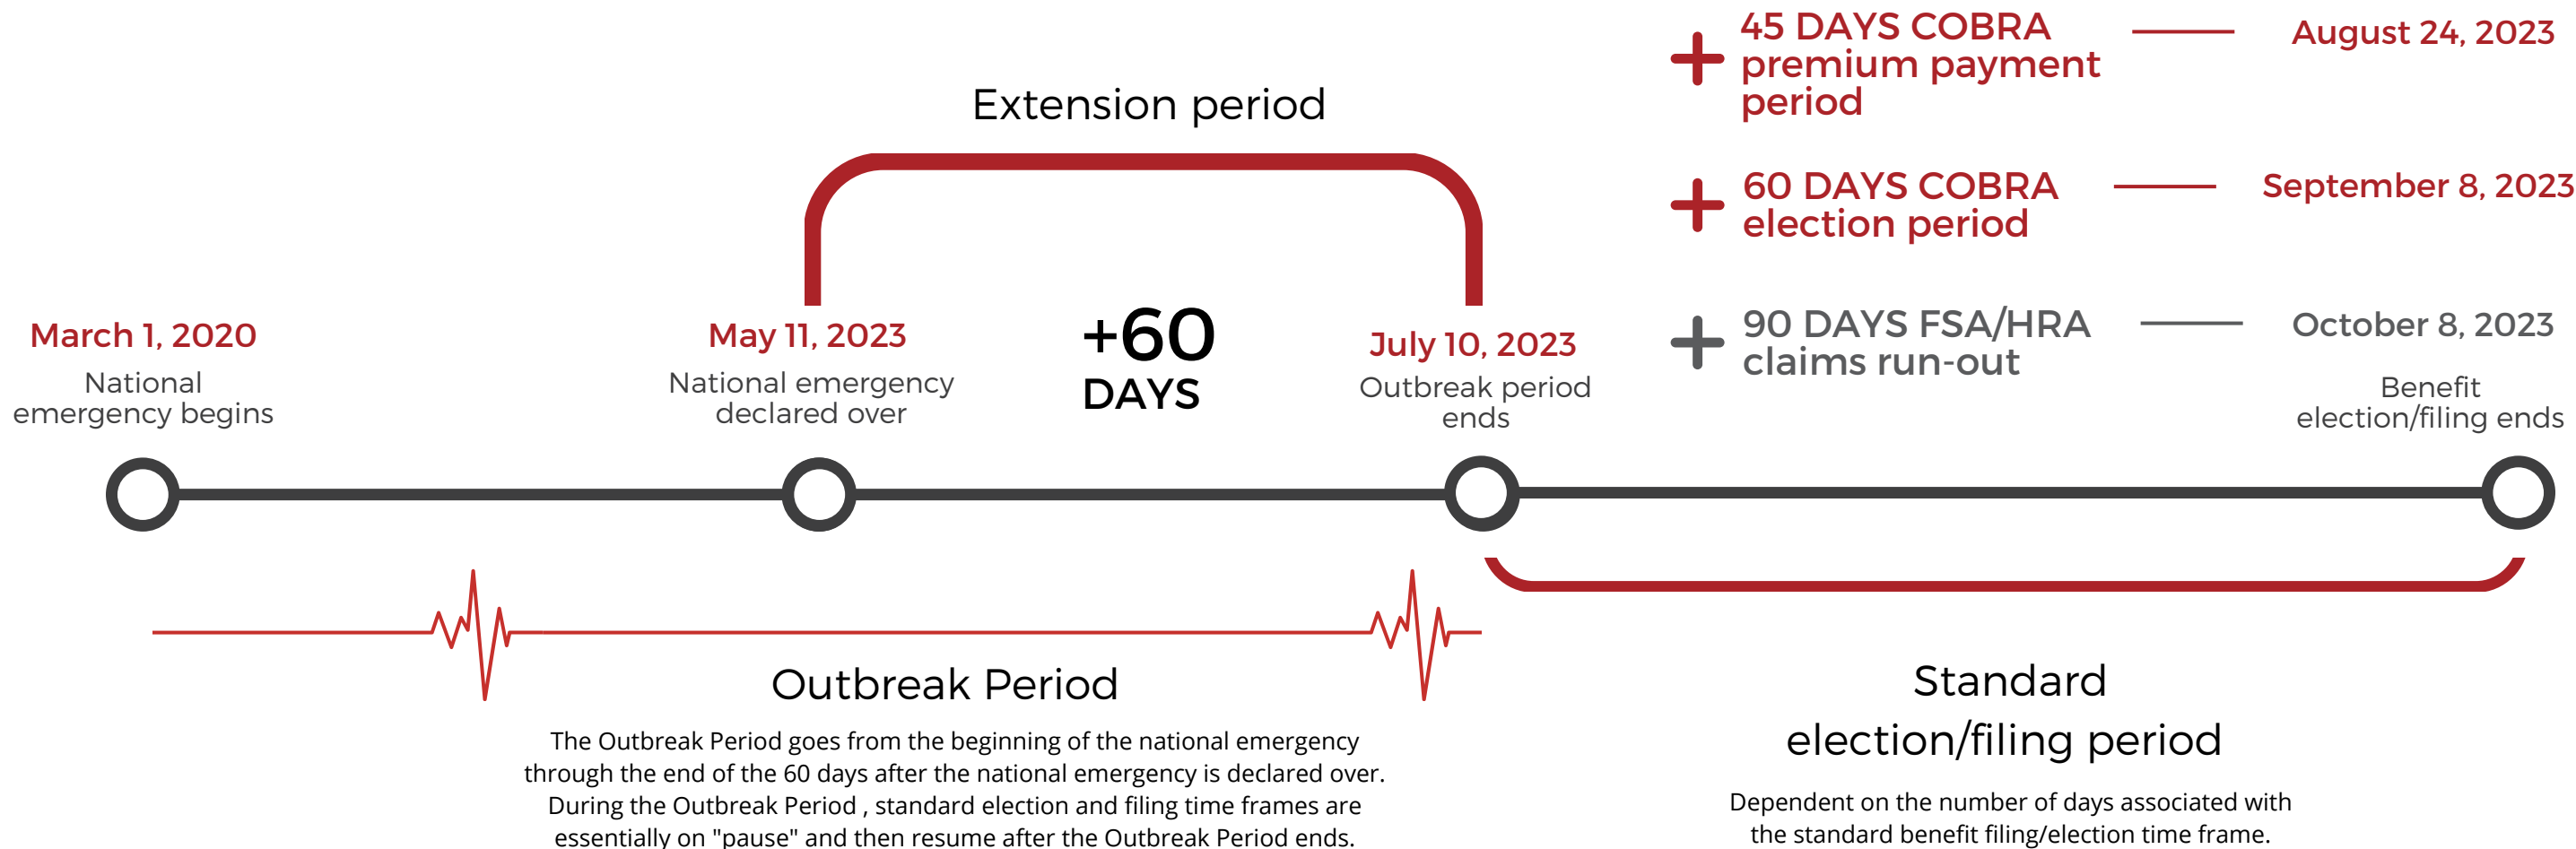 45 DAYS COBRA
premium payment
period
August 24, 2023
Extension period
60 DAYS COBRA
election period
September 8, 2023
March 1, 2020
National
emergency begins
May 11, 2023
National emergency
declared over
+60
DAYS
July 10, 2023
Outbreak period
ends
90 DAYS FSA/HRA
claims run-out
October 8, 2023
Benefit
election/filing ends
Outbreak Period
The Outbreak Period goes from the beginning of the national emergency
through the end of the 60 days after the national emergency is declared over.
During the Outbreak Period , standard election and filing time frames are
essentially on "pause" and then resume after the Outbreak Period ends.
Standard
election/filing period
Dependent on the number of days associated with
the standard benefit filing/election time frame.